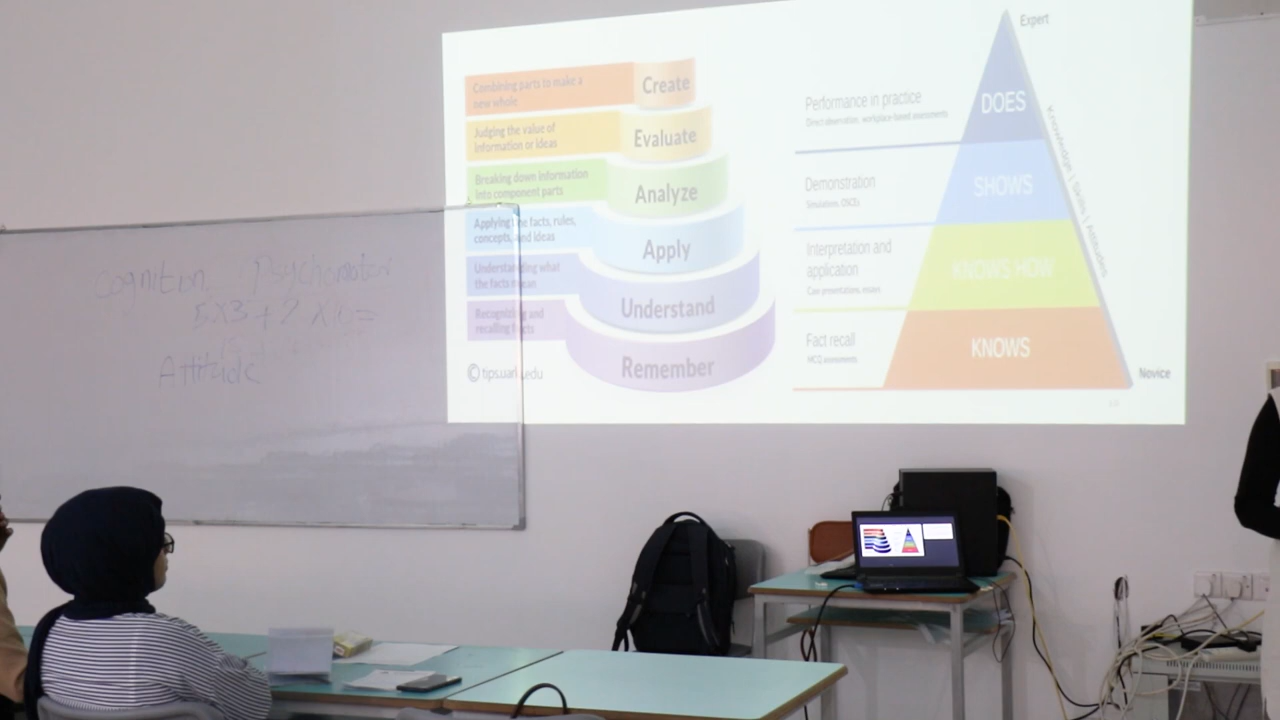 Cognition Psychomotor
5x3+2x10=
Attitude
Combining parts to make a
new whole
Create
Judging the value of
information or ideas
Evaluate
Breaking down information
into component parts
Analyze
Applying the facts, rules,
concepts, and ideas
Apply
Understanding what
the facts mean
Understand
Recognizing and
recalling facts
Remember
© tips.uark.edu
Expert
Performance in practice
Direct observation, workplace-based assessments
DOES
Demonstration
Simulations, OSCEs
SHOWS
Interpretation and
application
Case presentations, essays
KNOWS HOW
Fact recall
MCQ assessments
KNOWS
Knowledge | Skills | Attitudes
Novice